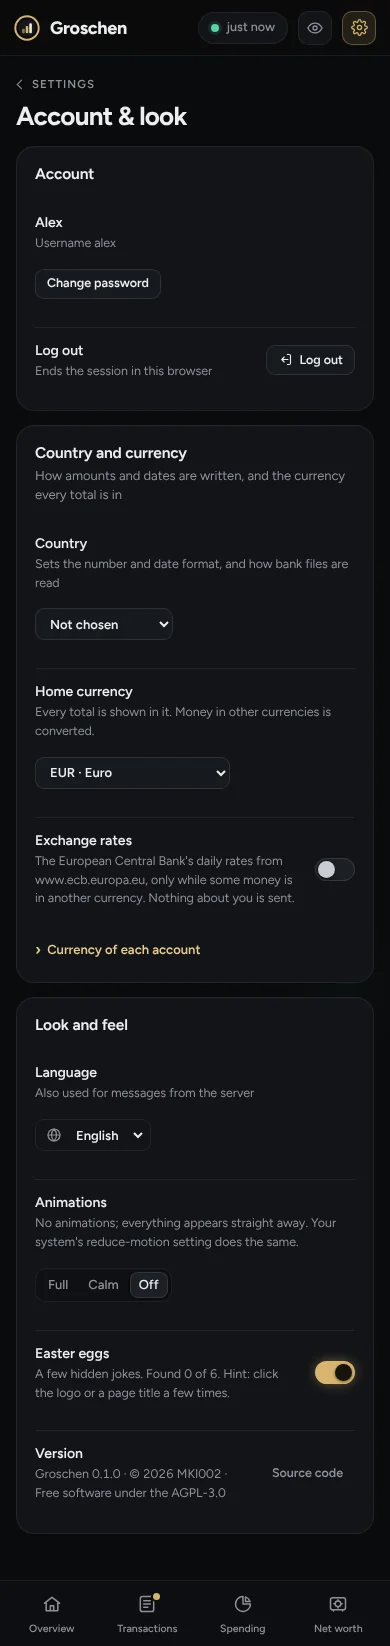 Groschen
just now
SETTINGS
Account & look
Account
Alex
Username alex
Change password
Log out
Ends the session in this browser
Log out
Country and currency
How amounts and dates are written, and the currency
every total is in
Country
Sets the number and date format, and how bank files are
read
Not chosen
Home currency
Every total is shown in it. Money in other currencies is
converted.
EUR · Euro
Exchange rates
The European Central Bank's daily rates from
www.ecb.europa.eu, only while some money is
in another currency. Nothing about you is sent.
Currency of each account
Look and feel
Language
Also used for messages from the server
English
Animations
No animations; everything appears straight away. Your
system's reduce-motion setting does the same.
Full Calm Off
Easter eggs
A few hidden jokes. Found 0 of 6. Hint: click
the logo or a page title a few times.
Version
Groschen 0.1.0 · © 2026 MKI002 ·
Free software under the AGPL-3.0
Source code
Overview Transactions Spending Net worth